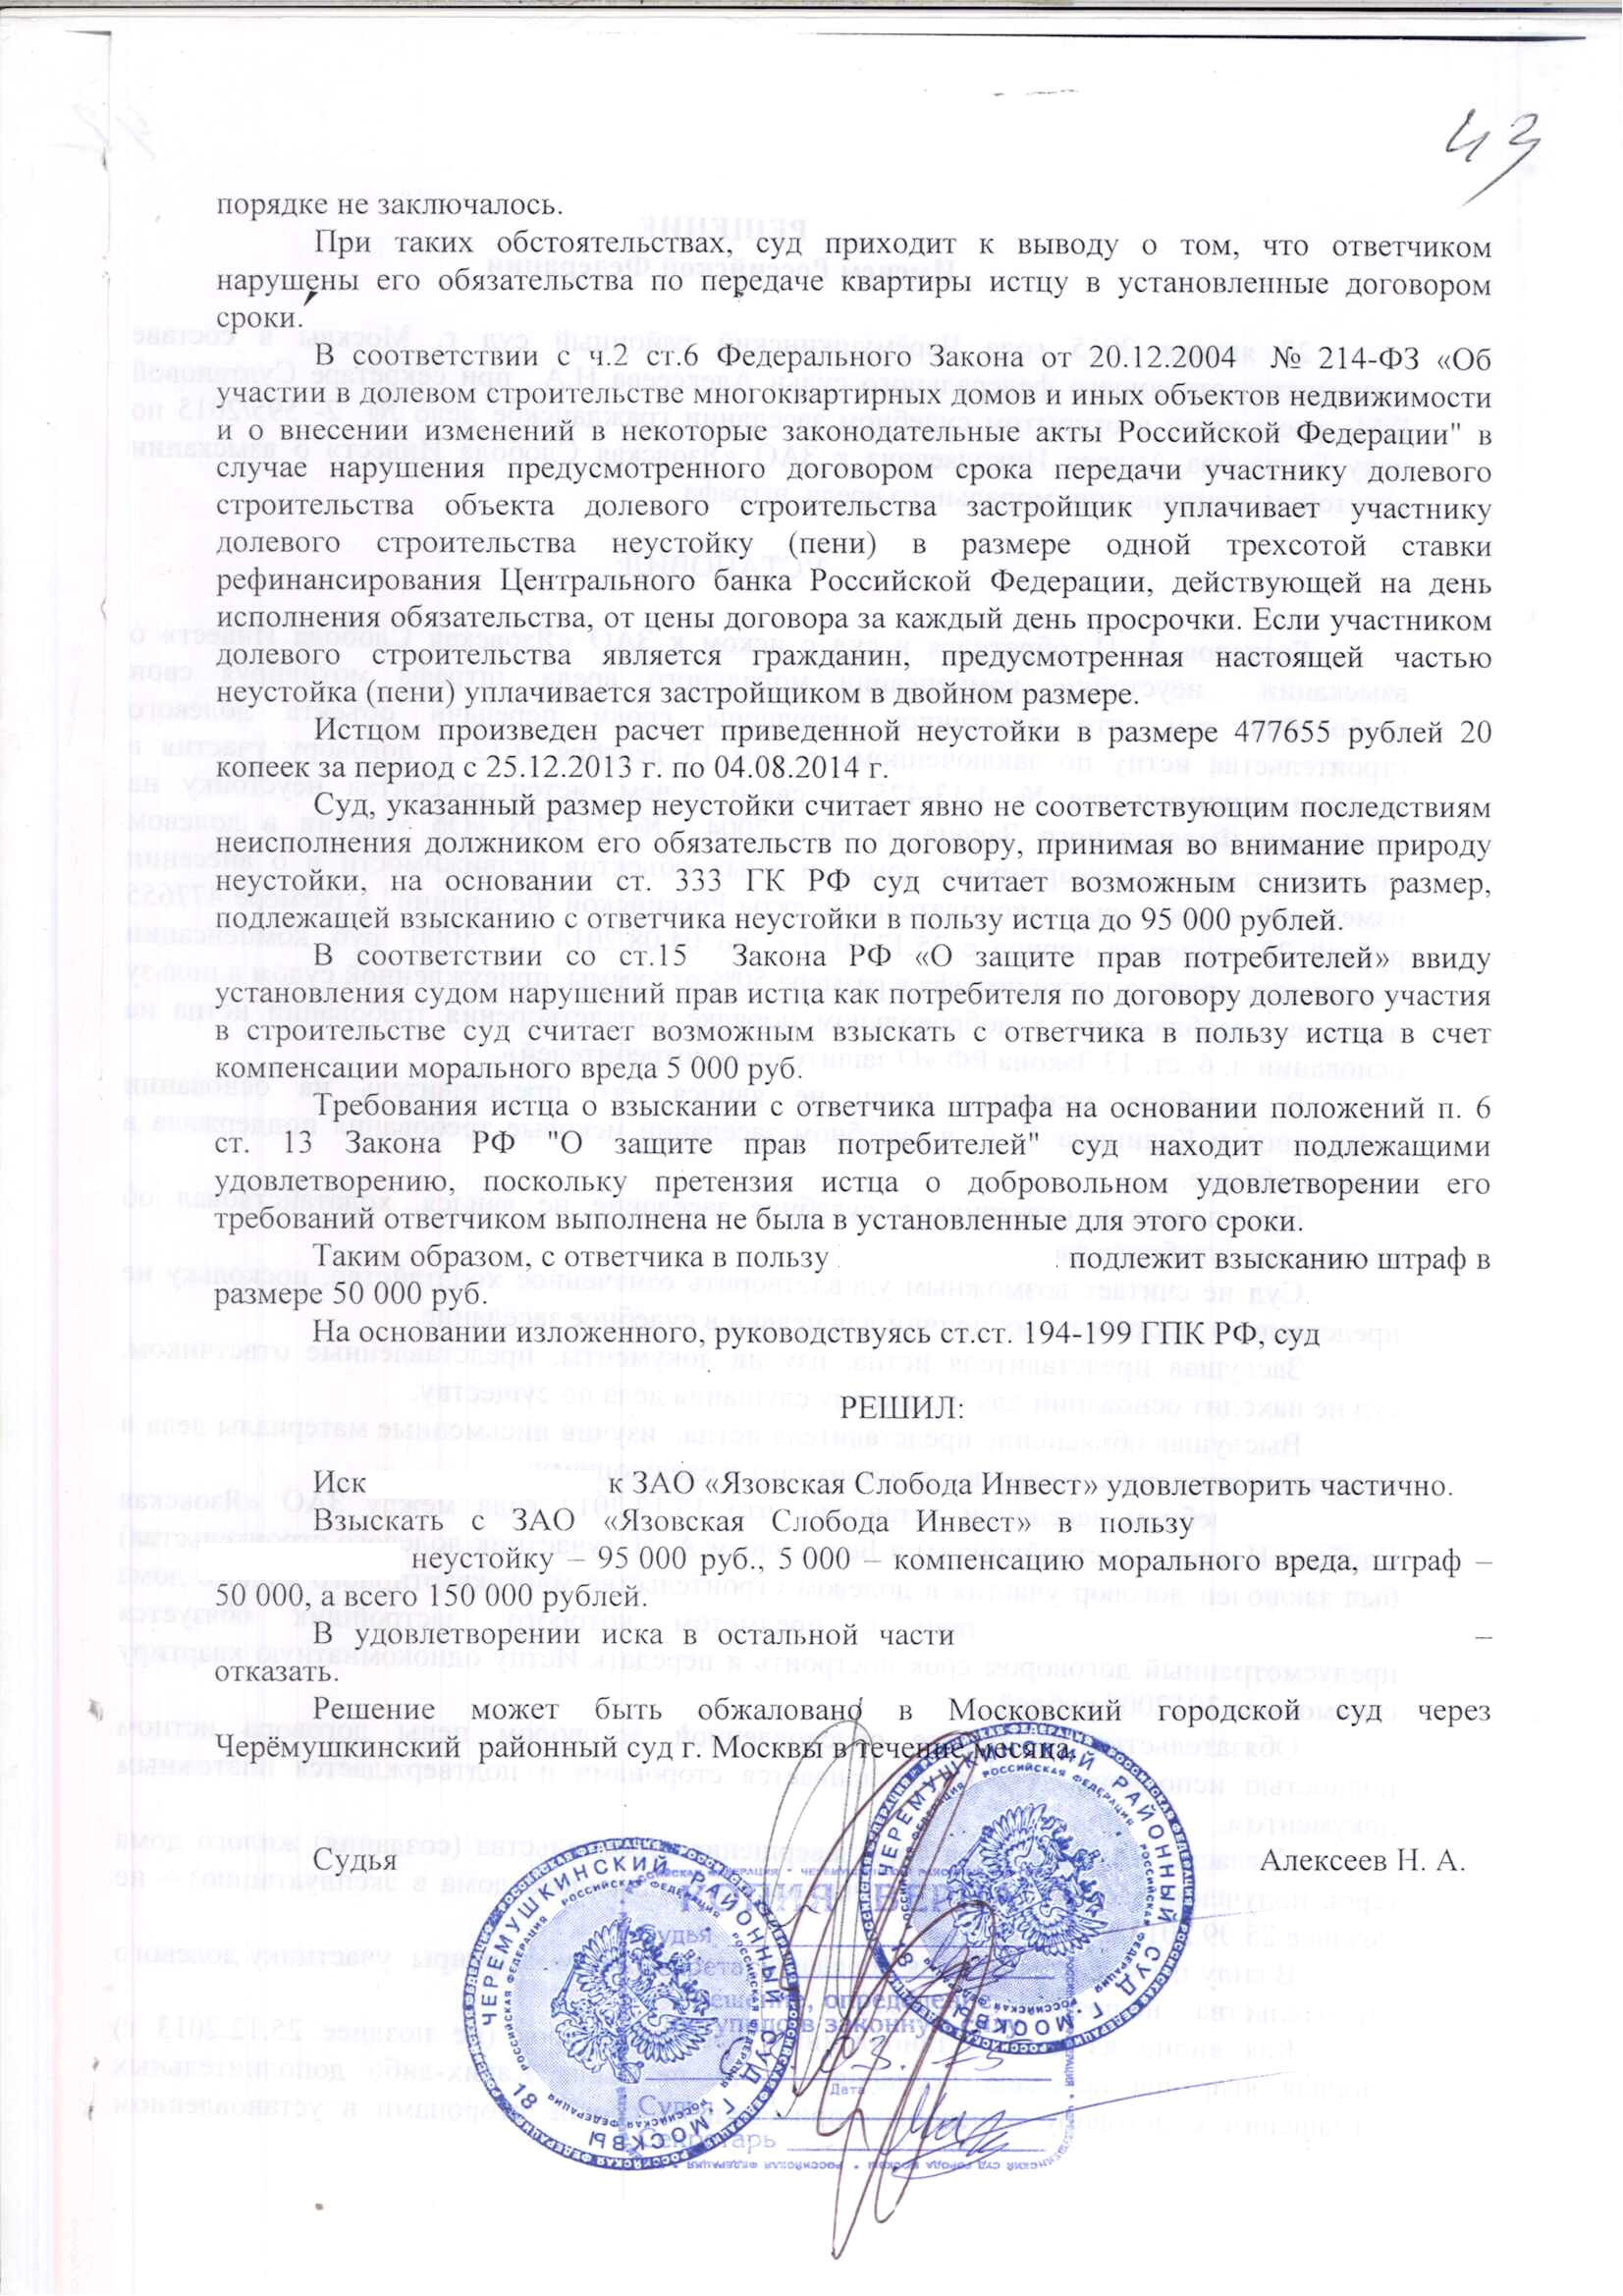 43
порядке не заключалось.
При таких обстоятельствах, суд приходит к выводу о том, что ответчиком
нарушены его обязательства по передаче квартиры истцу в установленные договором
сроки.
В соответствии с ч.2 ст.6 Федерального Закона от 20.12.2004 № 214-ФЗ «Об
участии в долевом строительстве многоквартирных домов и иных объектов недвижимости
и о внесении изменений в некоторые законодательные акты Российской Федерации" в
случае нарушения предусмотренного договором срока передачи участнику долевого
строительства объекта долевого строительства застройщик уплачивает участнику
долевого строительства неустойку (пени) в размере одной трехсотой ставки
рефинансирования Центрального банка Российской Федерации, действующей на день
исполнения обязательства, от цены договора за каждый день просрочки. Если участником
долевого строительства является гражданин, предусмотренная настоящей частью
неустойка (пени) уплачивается застройщиком в двойном размере.
Истцом произведен расчет приведенной неустойки в размере 477655 рублей 20
копеек за период с 25.12.2013 г. по 04.08.2014 г.
Суд, указанный размер неустойки считает явно не соответствующим последствиям
неисполнения должником его обязательств по договору, принимая во внимание природу
неустойки, на основании ст. 333 ГК РФ суд считает возможным снизить размер,
подлежащей взысканию с ответчика неустойки в пользу истца до 95 000 рублей.
В соответствии со ст.15 Закона РФ «О защите прав потребителей» ввиду
установления судом нарушений прав истца как потребителя по договору долевого участия
в строительстве суд считает возможным взыскать с ответчика в пользу истца в счет
компенсации морального вреда 5 000 руб.
Требования истца о взыскании с ответчика штрафа на основании положений п. 6
ст. 13 Закона РФ "О защите прав потребителей" суд находит подлежащими
удовлетворению, поскольку претензия истца о добровольном удовлетворении его
требований ответчиком выполнена не была в установленные для этого сроки.
Таким образом, с ответчика в пользу подлежит взысканию штраф в
размере 50 000 руб.
На основании изложенного, руководствуясь ст.ст. 194-199 ГПК РФ, суд
РЕШИЛ:
Иск к ЗАО «Язовская Слобода Инвест» удовлетворить частично.
Взыскать с ЗАО «Язовская Слобода Инвест» в пользу
неустойку – 95 000 руб., 5 000 – компенсацию морального вреда, штраф –
50 000, а всего 150 000 рублей.
В удовлетворении иска в остальной части –
отказать.
Решение может быть обжаловано в Московский городской суд через
Черёмушкинский районный суд г. Москвы в течение месяца.
Судья Алексеев Н. А.
ЧЕРЕМУШКИНСКИЙ РАЙОННЫЙ СУД Г. МОСКВЫ
РОССИЙСКАЯ ФЕДЕРАЦИЯ
КОПИЯ ВЕРНА
Судья
Решение, определение
вступило в законную силу
Дата
Судья
Секретарь
ЧЕРЕМУШКИНСКИЙ РАЙОННЫЙ СУД Г. МОСКВЫ
РОССИЙСКАЯ ФЕДЕРАЦИЯ
18